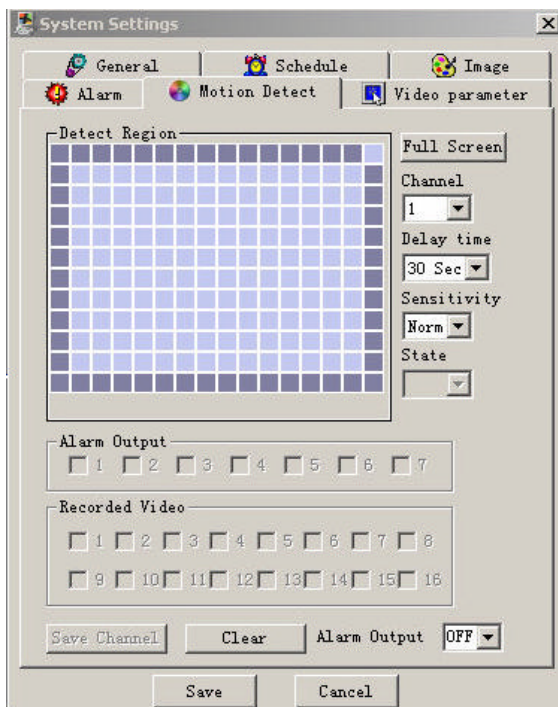 System Settings
General Schedule Image
Alarm Motion Detect Video parameter
Detect Region
Full Screen
Channel
1
Delay time
30 Sec
Sensitivity
Norm
State
Alarm Output
1 2 3 4 5 6 7
Recorded Video
1 2 3 4 5 6 7 8
9 10 11 12 13 14 15 16
Save Channel Clear Alarm Output OFF
Save Cancel